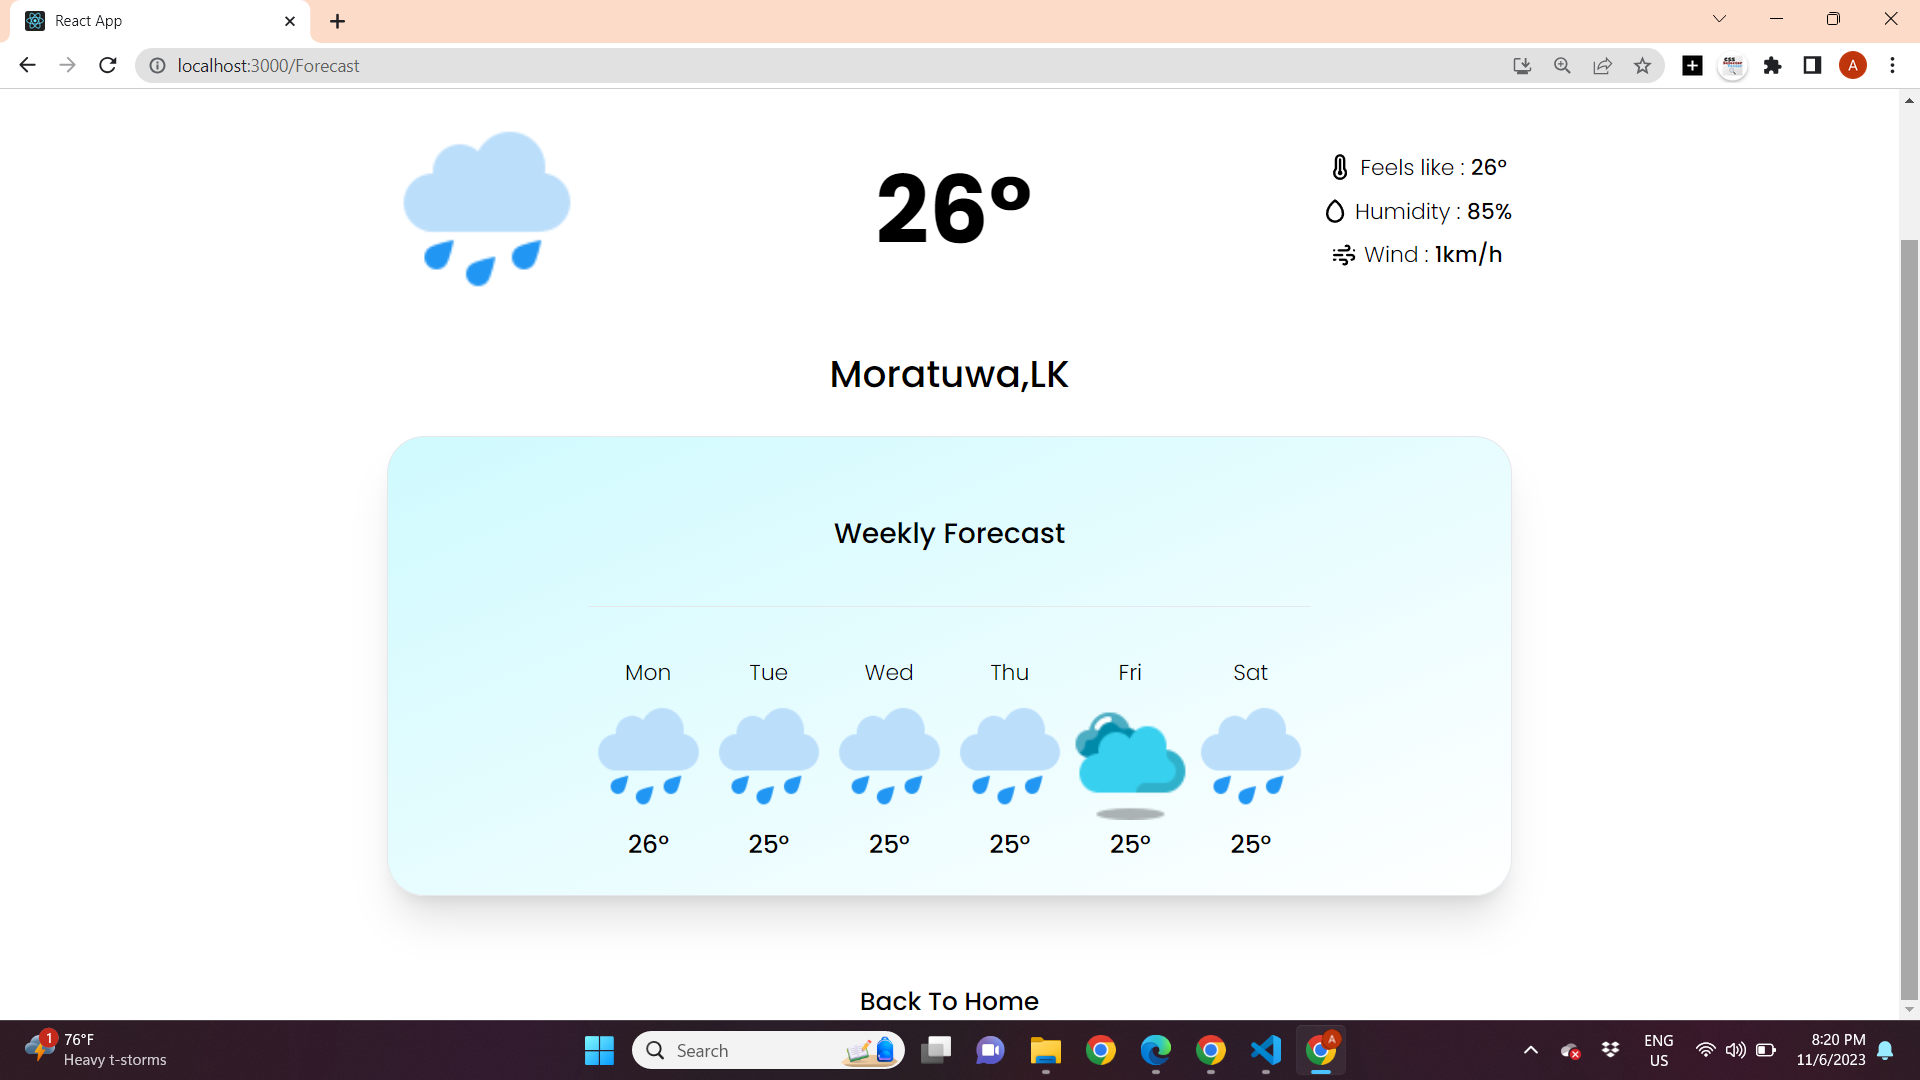 React App
localhost:3000/Forecast
A
26°
Feels like : 26°
Humidity : 85%
Wind : 1km/h
Moratuwa,LK
Weekly Forecast
Mon Tue Wed Thu Fri Sat
26° 25° 25° 25° 25° 25°
Back To Home
1
76°F
Heavy t-storms
Search
A
ENG
US
8:20 PM
11/6/2023